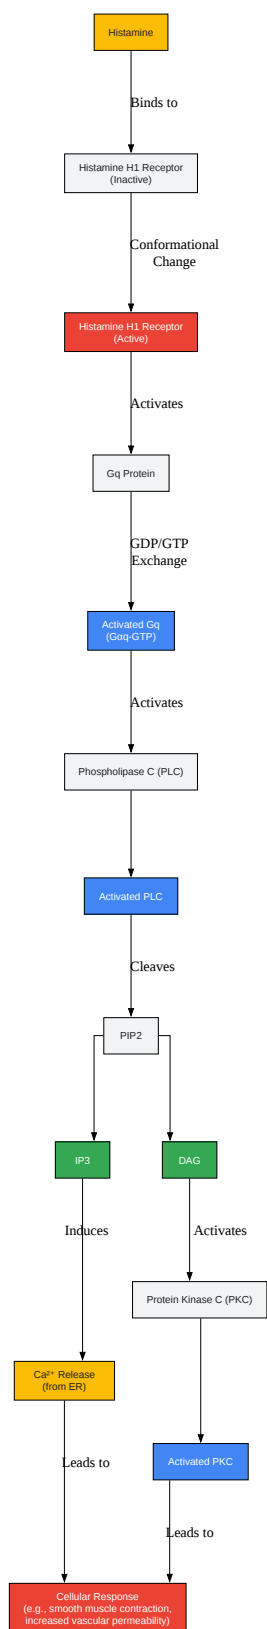 Histamine
Binds to
Histamine H1 Receptor
(Inactive)
Conformational
Change
Histamine H1 Receptor
(Active)
Activates
Gq Protein
GDP/GTP
Exchange
Activated Gq
(Gαq-GTP)
Activates
Phospholipase C (PLC)
Activated PLC
Cleaves
PIP2
IP3
DAG
Induces
Activates
Protein Kinase C (PKC)
Ca²⁺ Release
(from ER)
Activated PKC
Leads to
Leads to
Cellular Response
(e.g., smooth muscle contraction,
increased vascular permeability)